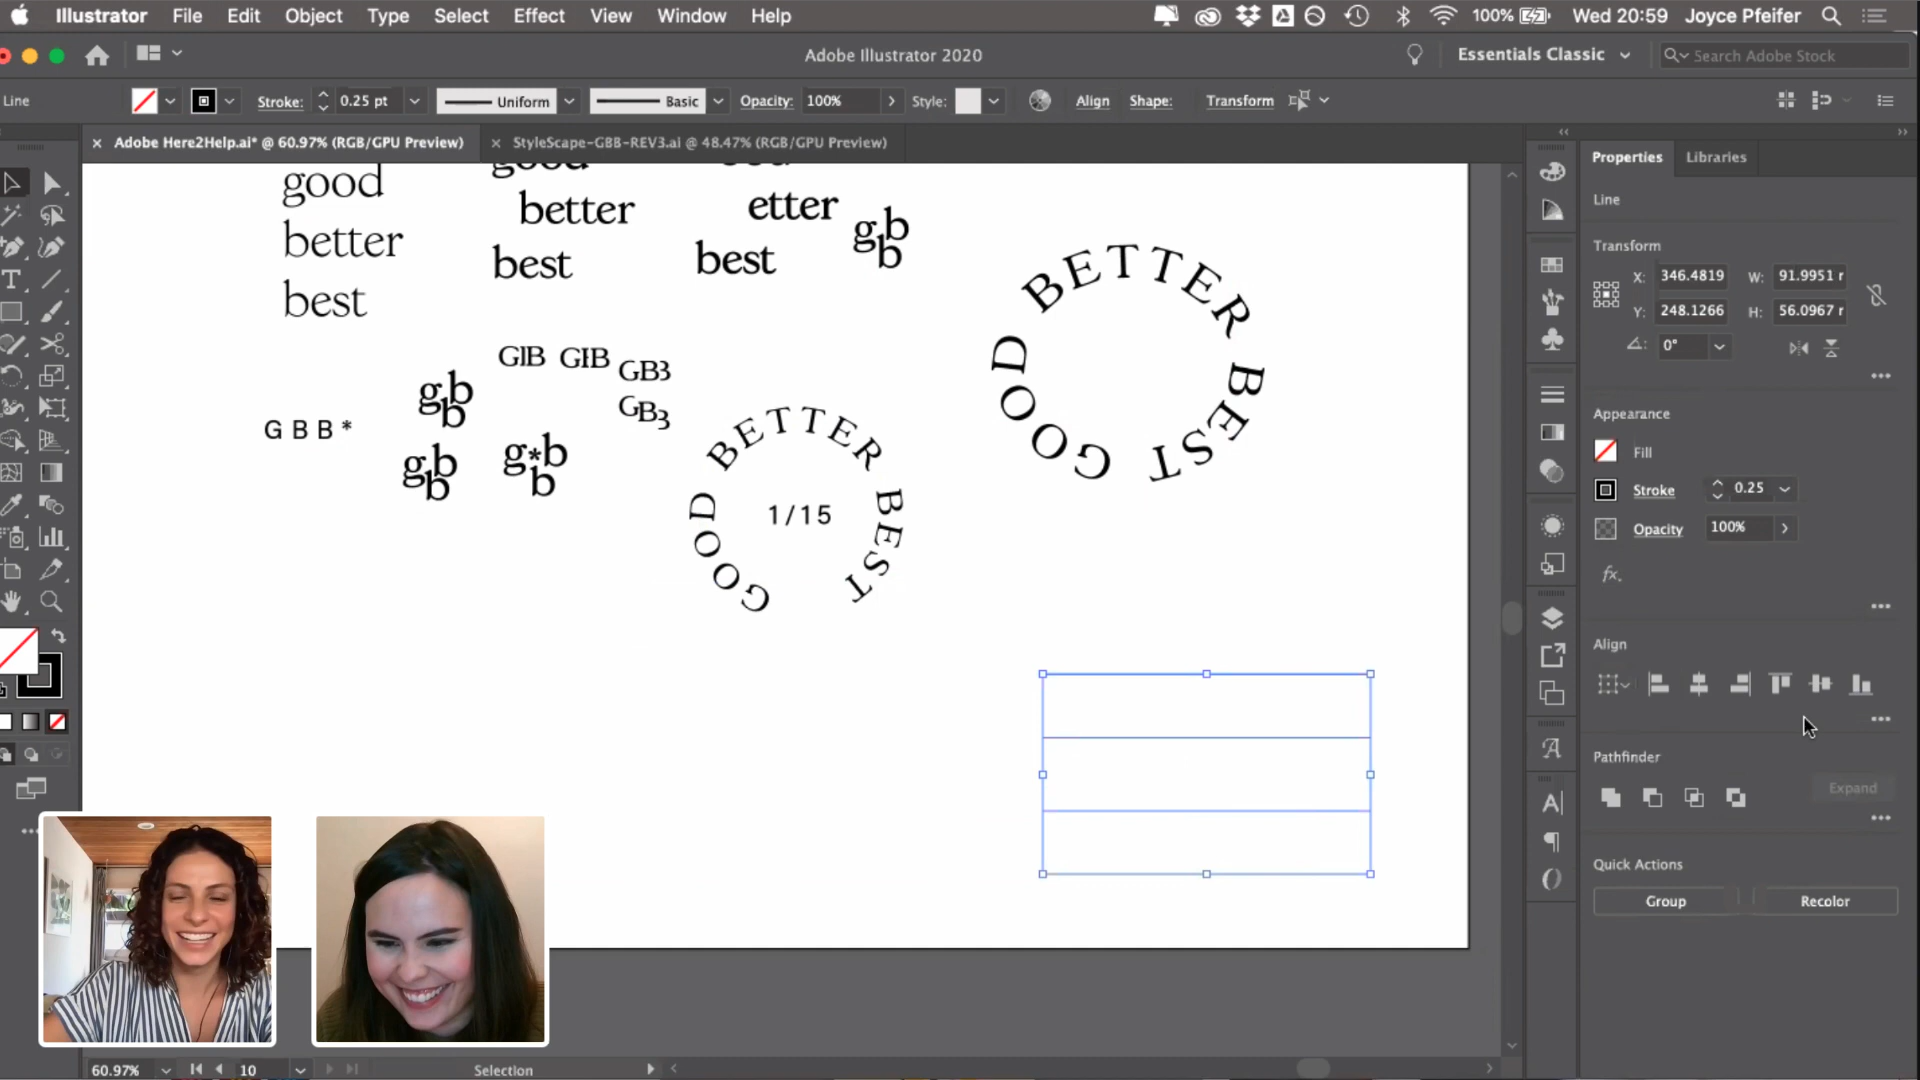 Illustrator File Edit Object Type Select Effect View Window Help 100% Wed 20:59 Joyce Pfeifer
Adobe Illustrator 2020 Essentials Classic Search Adobe Stock
Line Stroke: 0.25 pt Uniform Basic Opacity: 100% Style: Align Shape: Transform
× Adobe Here2Help.ai* @ 60.97% (RGB/GPU Preview) × StyleScape-GBB-REV3.ai @ 48.47% (RGB/GPU Preview)
good
better
best
good
better
best
etter
best
gb
b
GIB GIB GB3
GB3
gb
b
G B B *
gb
b
g*b
b
GOOD BETTER BEST
1/15
GOOD BETTER BEST
Properties Libraries
Line
Transform
X: 346.4819 W: 91.9951 r
Y: 248.1266 H: 56.0967 r
0°
Appearance
Fill
Stroke 0.25
Opacity 100%
fx.
Align
Pathfinder
Expand
Quick Actions
Group Recolor
60.97% 10 Selection